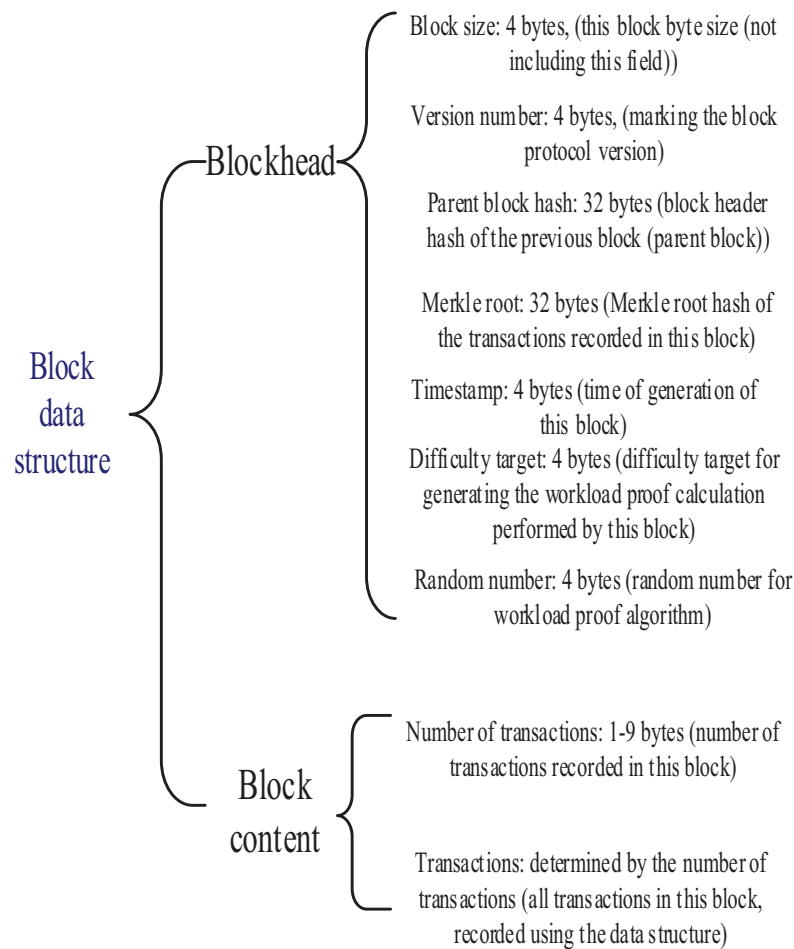 Block
data
structure
Blockhead
Block size: 4 bytes, (this block byte size (not
including this field))
Version number: 4 bytes, (marking the block
protocol version)
Parent block hash: 32 bytes (block header
hash of the previous block (parent block))
Merkle root: 32 bytes (Merkle root hash of
the transactions recorded in this block)
Timestamp: 4 bytes (time of generation of
this block)
Difficulty target: 4 bytes (difficulty target for
generating the workload proof calculation
performed by this block)
Random number: 4 bytes (random number for
workload proof algorithm)
Block
content
Number of transactions: 1-9 bytes (number of
transactions recorded in this block)
Transactions: determined by the number of
transactions (all transactions in this block,
recorded using the data structure)